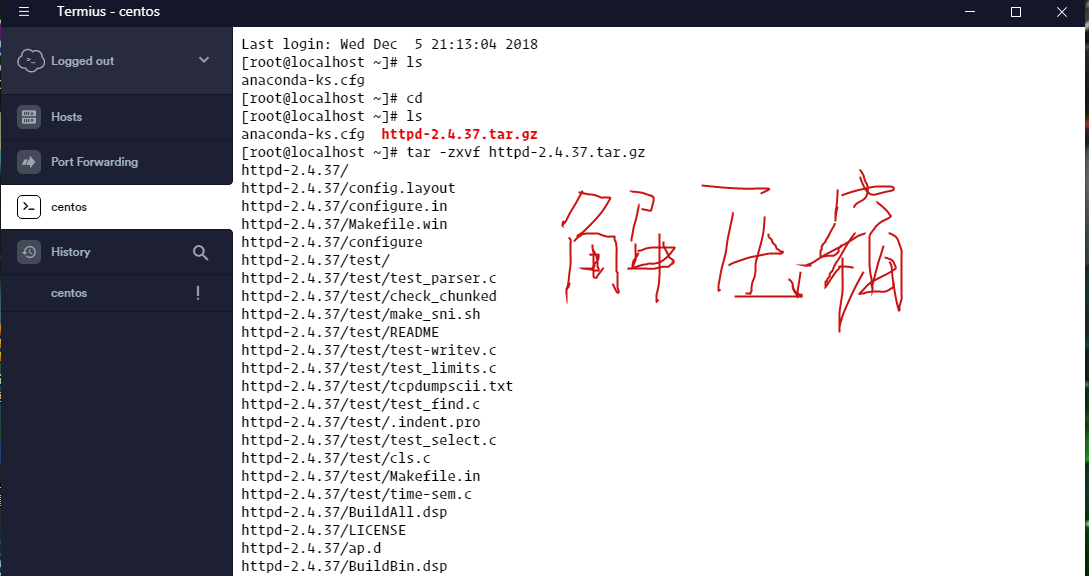 Termius - centos
Logged out
Hosts
Port Forwarding
centos
History
centos
Last login: Wed Dec  5 21:13:04 2018
[root@localhost ~]# ls
anaconda-ks.cfg
[root@localhost ~]# cd
[root@localhost ~]# ls
anaconda-ks.cfg  httpd-2.4.37.tar.gz
[root@localhost ~]# tar -zxvf httpd-2.4.37.tar.gz
httpd-2.4.37/
httpd-2.4.37/config.layout
httpd-2.4.37/configure.in
httpd-2.4.37/Makefile.win
httpd-2.4.37/configure
httpd-2.4.37/test/
httpd-2.4.37/test/test_parser.c
httpd-2.4.37/test/check_chunked
httpd-2.4.37/test/make_sni.sh
httpd-2.4.37/test/README
httpd-2.4.37/test/test-writev.c
httpd-2.4.37/test/test_limits.c
httpd-2.4.37/test/tcpdumpscii.txt
httpd-2.4.37/test/test_find.c
httpd-2.4.37/test/.indent.pro
httpd-2.4.37/test/test_select.c
httpd-2.4.37/test/cls.c
httpd-2.4.37/test/Makefile.in
httpd-2.4.37/test/time-sem.c
httpd-2.4.37/BuildAll.dsp
httpd-2.4.37/LICENSE
httpd-2.4.37/ap.d
httpd-2.4.37/BuildBin.dsp
解压缩